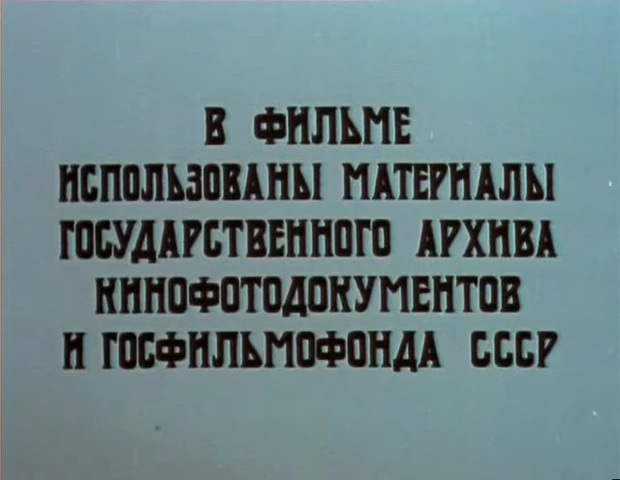 В ФИЛЬМЕ
ИСПОЛЬЗОВАНЫ МАТЕРИАЛЫ
ГОСУДАРСТВЕННОГО АРХИВА
КИНОФОТОДОКУМЕНТОВ
И ГОСФИЛЬМОФОНДА СССР